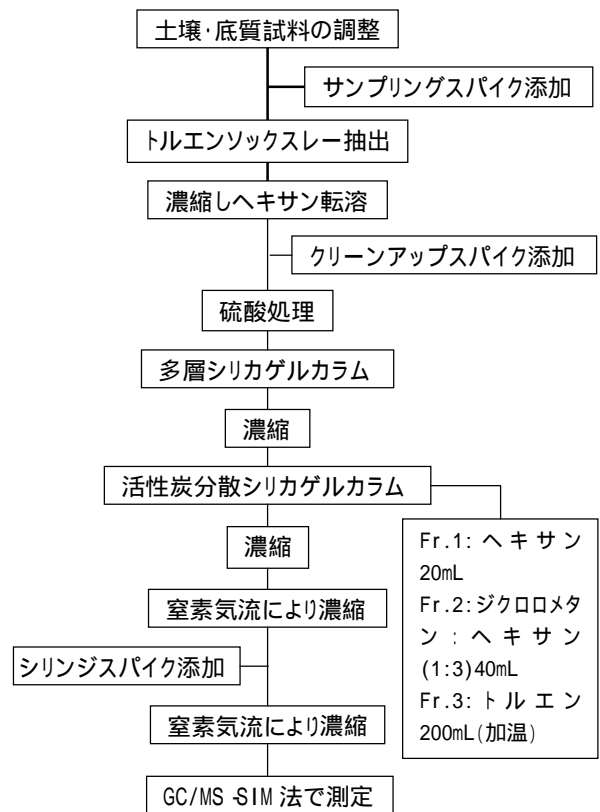 土壌･底質試料の調整
サンプリングスパイク添加
トルエンソックスレー抽出
濃縮しヘキサン転溶
クリーンアップスパイク添加
硫酸処理
多層シリカゲルカラム
濃縮
活性炭分散シリカゲルカラム
濃縮
Fr.1: ヘキサン
20mL
Fr.2:ジクロロメタ
ン : ヘキサン
(1:3)40mL
Fr.3: トルエン
200mL(加温)
窒素気流により濃縮
シリンジスパイク添加
窒素気流により濃縮
GC/MS-SIM 法で測定